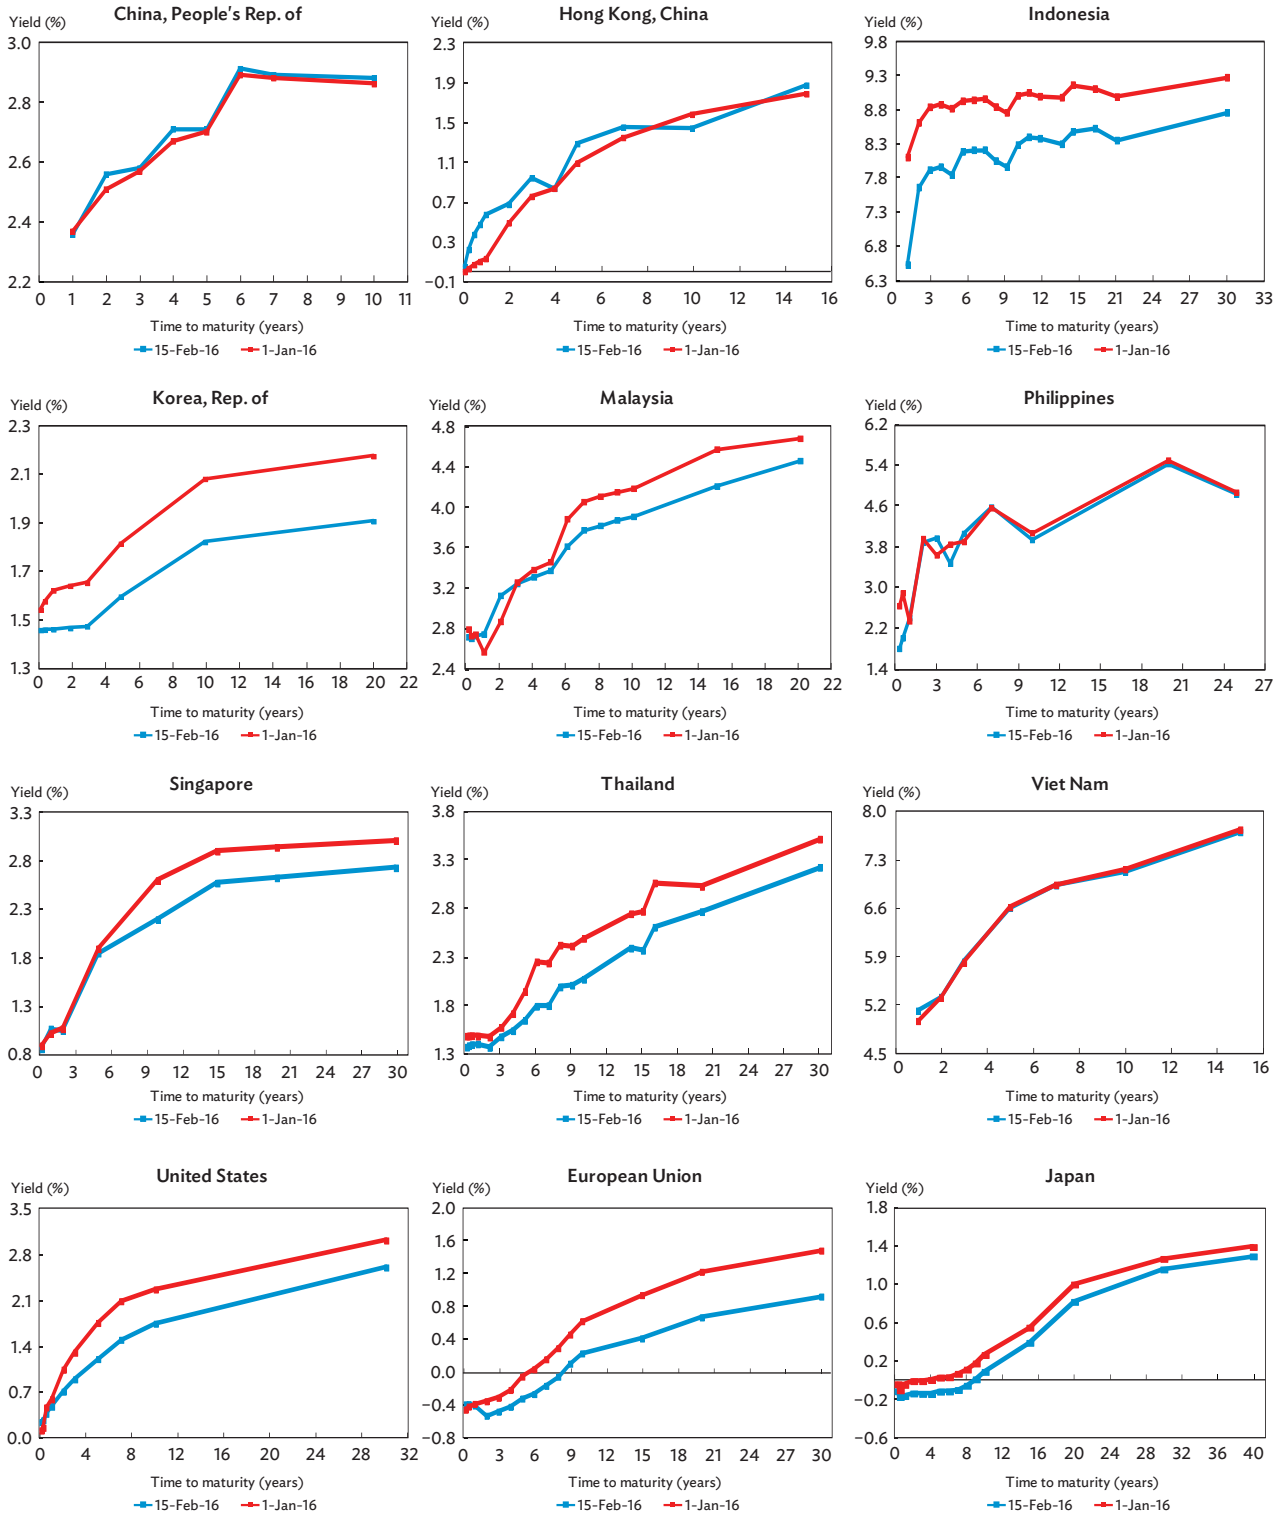 China, People's Rep. of
Yield (%)
3.0
2.8
2.6
2.4
2.2
0 1 2 3 4 5 6 7 8 9 10 11
Time to maturity (years)
15-Feb-16 1-Jan-16
Hong Kong, China
Yield (%)
2.3
1.9
1.5
1.1
0.7
0.3
–0.1
0 2 4 6 8 10 12 14 16
Time to maturity (years)
15-Feb-16 1-Jan-16
Indonesia
Yield (%)
9.8
9.3
8.8
8.3
7.8
7.3
6.8
6.3
0 3 6 9 12 15 18 21 24 27 30 33
Time to maturity (years)
15-Feb-16 1-Jan-16
Korea, Rep. of
Yield (%)
2.3
2.1
1.9
1.7
1.5
1.3
0 2 4 6 8 10 12 14 16 18 20 22
Time to maturity (years)
15-Feb-16 1-Jan-16
Malaysia
Yield (%)
4.8
4.4
4.0
3.6
3.2
2.8
2.4
0 2 4 6 8 10 12 14 16 18 20 22
Time to maturity (years)
15-Feb-16 1-Jan-16
Philippines
Yield (%)
6.2
5.4
4.6
3.8
3.0
2.2
1.4
0 3 6 9 12 15 18 21 24 27
Time to maturity (years)
15-Feb-16 1-Jan-16
Singapore
Yield (%)
3.3
2.8
2.3
1.8
1.3
0.8
0 3 6 9 12 15 18 21 24 27 30
Time to maturity (years)
15-Feb-16 1-Jan-16
Thailand
Yield (%)
3.8
3.3
2.8
2.3
1.8
1.3
0 3 6 9 12 15 18 21 24 27 30
Time to maturity (years)
15-Feb-16 1-Jan-16
Viet Nam
Yield (%)
8.0
7.3
6.6
5.9
5.2
4.5
0 2 4 6 8 10 12 14 16
Time to maturity (years)
15-Feb-16 1-Jan-16
United States
Yield (%)
3.5
2.8
2.1
1.4
0.7
0.0
0 4 8 12 16 20 24 28 32
Time to maturity (years)
15-Feb-16 1-Jan-16
European Union
Yield (%)
2.0
1.6
1.2
0.8
0.4
0.0
–0.4
–0.8
0 3 6 9 12 15 18 21 24 27 30
Time to maturity (years)
15-Feb-16 1-Jan-16
Japan
Yield (%)
1.8
1.4
1.0
0.6
0.2
–0.2
–0.6
0 4 8 12 16 20 24 28 32 36 40
Time to maturity (years)
15-Feb-16 1-Jan-16